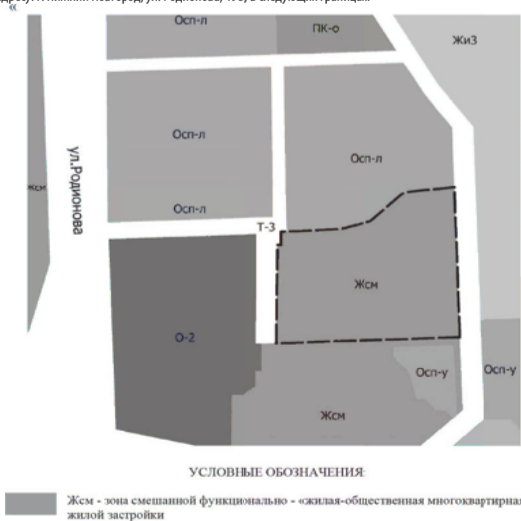 «
Осп-л
ПК-о
Жи3
Осп-л
Осп-л
Жсм
ул.Родионова
Осп-л
Т-3
Жсм
О-2
Осп-у
Осп-у
Жсм
УСЛОВНЫЕ ОБОЗНАЧЕНИЯ:
Жсм - зона смешанной функционально - «жилая-общественная многоквартирная
жилой застройки